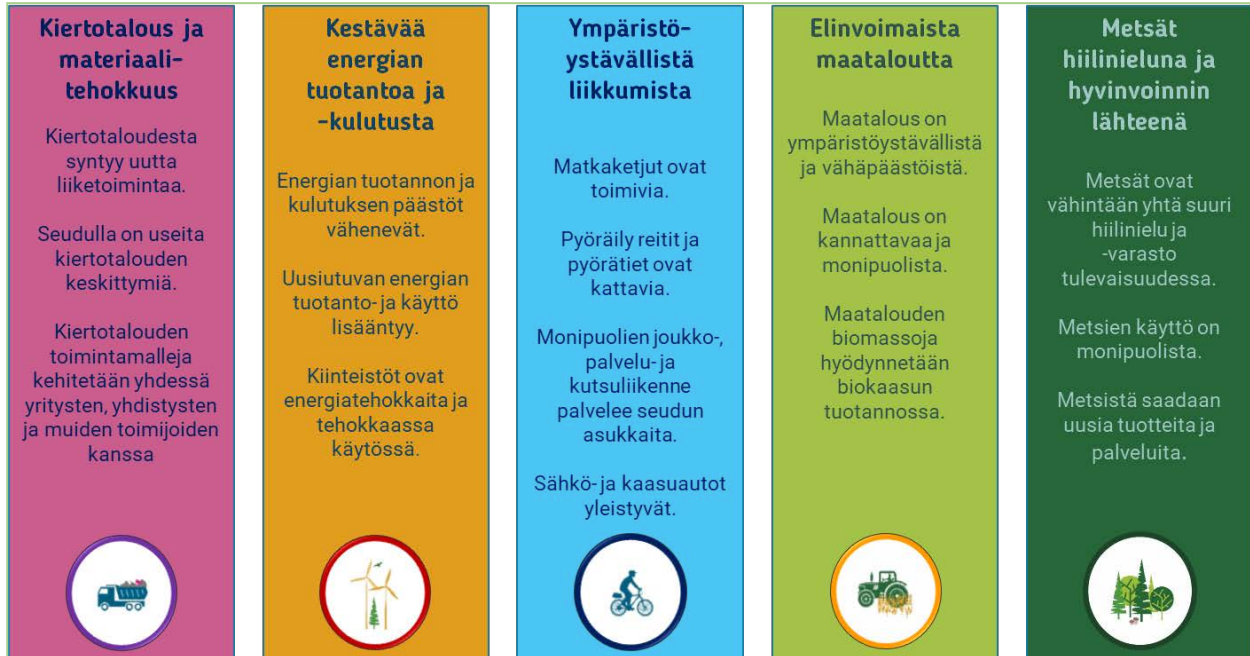 Kiertotalous ja
materiaali-
tehokkuus
Kiertotaloudesta
syntyy uutta
liiketoimintaa.
Seudulla on useita
kiertotalouden
keskittymiä.
Kiertotalouden
toimintamalleja
kehitetään yhdessä
yritysten, yhdistysten
ja muiden toimijoiden
kanssa
Kestävää
energian
tuotantoa ja
-kulutusta
Energian tuotannon ja
kulutuksen päästöt
vähenevät.
Uusiutuvan energian
tuotanto- ja käyttö
lisääntyy.
Kiinteistöt ovat
energiatehokkaita ja
tehokkaassa
käytössä.
Ympäristö-
ystävällistä
liikkumista
Matkaketjut ovat
toimivia.
Pyöräily reitit ja
pyörätiet ovat
kattavia.
Monipuolien joukko-,
palvelu- ja
kutsuliikenne
palvelee seudun
asukkaita.
Sähkö- ja kaasuautot
yleistyvät.
Elinvoimaista
maataloutta
Maatalous on
ympäristöystävällistä
ja vähäpäästöistä.
Maatalous on
kannattavaa ja
monipuolista.
Maatalouden
biomassoja
hyödynnetään
biokaasun
tuotannossa.
Metsät
hiilinieluna ja
hyvinvoinnin
lähteenä
Metsät ovat
vähintään yhtä suuri
hiilinielu ja
-varasto
tulevaisuudessa.
Metsien käyttö on
monipuolista.
Metsistä saadaan
uusia tuotteita ja
palveluita.